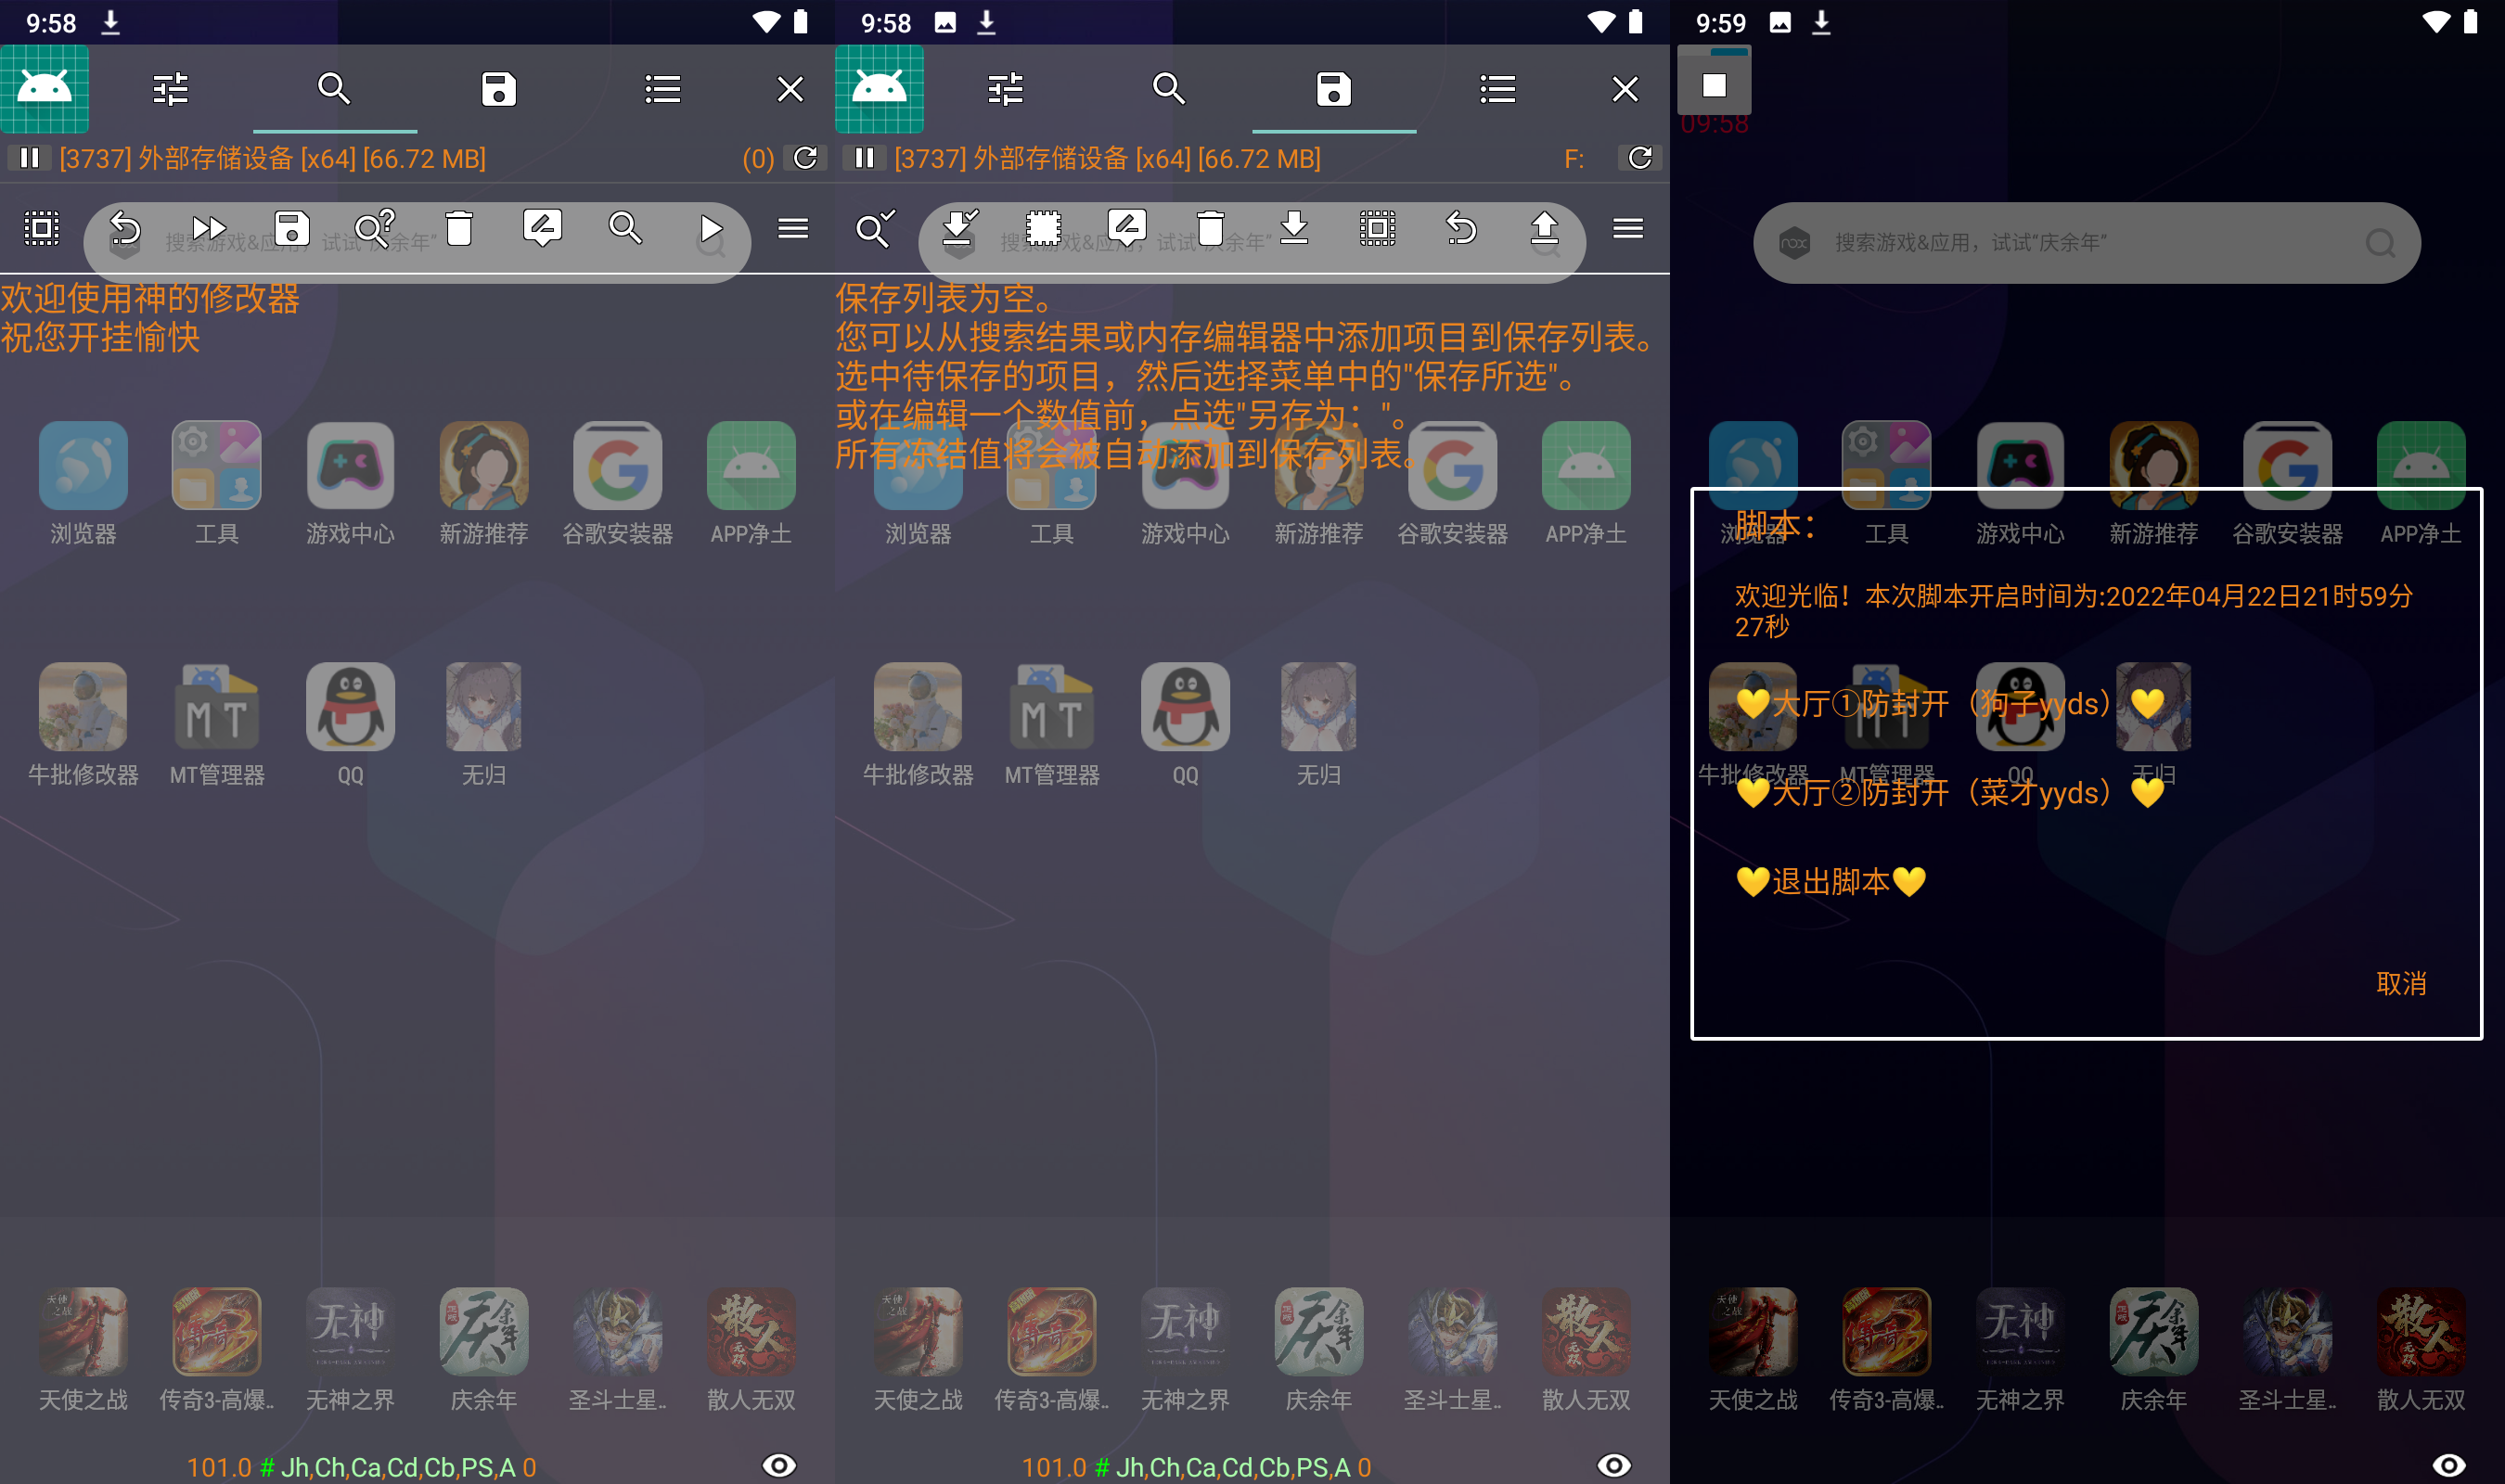 9:58
[3737] 外部存储设备 [x64] [66.72 MB]
(0)
搜索游戏&应用，试试"庆余年"
欢迎使用神的修改器
祝您开挂愉快
浏览器
工具
游戏中心
新游推荐
谷歌安装器
APP净土
牛批修改器
MT管理器
QQ
无归
天使之战
传奇3-高爆..
无神之界
庆余年
圣斗士星..
散人无双
101.0 # Jh,Ch,Ca,Cd,Cb,PS,A 0
9:58
[3737] 外部存储设备 [x64] [66.72 MB]
F:
搜索游戏&应用，试试"庆余年"
保存列表为空。
您可以从搜索结果或内存编辑器中添加项目到保存列表。
选中待保存的项目，然后选择菜单中的"保存所选"。
或在编辑一个数值前，点选"另存为："。
所有冻结值将会被自动添加到保存列表。
浏览器
工具
游戏中心
新游推荐
谷歌安装器
APP净土
牛批修改器
MT管理器
QQ
无归
天使之战
传奇3-高爆..
无神之界
庆余年
圣斗士星..
散人无双
101.0 # Jh,Ch,Ca,Cd,Cb,PS,A 0
9:59
09:58
nox
搜索游戏&应用，试试"庆余年"
脚本：
浏览器
工具
游戏中心
新游推荐
谷歌安装器
APP净土
欢迎光临！本次脚本开启时间为:2022年04月22日21时59分
27秒
💛大厅①防封开（狗子yyds）💛
牛批修改器
MT管理器
QQ
无归
💛大厅②防封开（菜才yyds）💛
💛退出脚本💛
取消
天使之战
传奇3-高爆..
无神之界
庆余年
圣斗士星..
散人无双